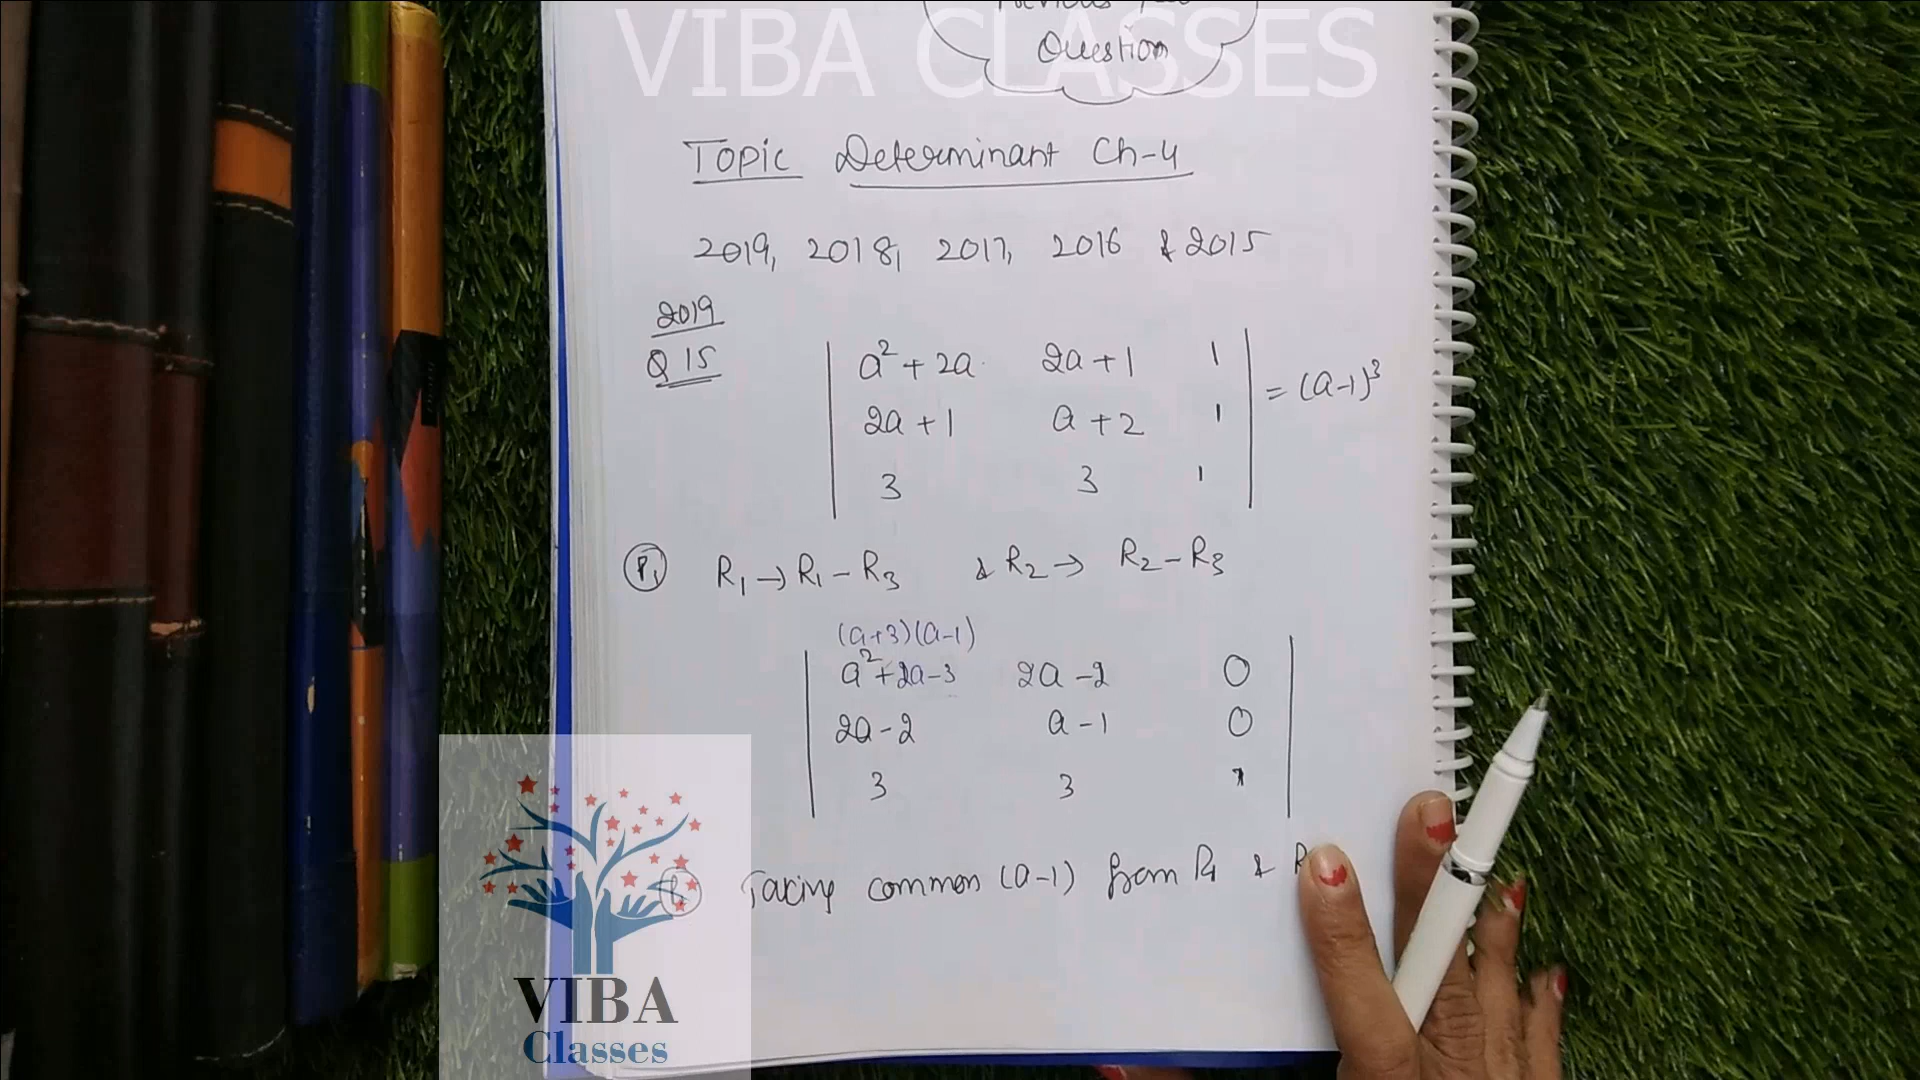 VIBA CLASSES
Question
Topic Determinant Ch-4
2019, 2018, 2017, 2016 & 2015
2019
Q 15
a²+2a 2a+1 1
2a+1 a+2 1 = (a-1)³
3 3 1
R₁→R₁-R₃ & R₂→ R₂-R₃
(a+3)(a-1)
a²+2a-3 2a-2 0
2a-2 a-1 0
3 3 1
Taking common (a-1) from R₁ &
VIBA
Classes